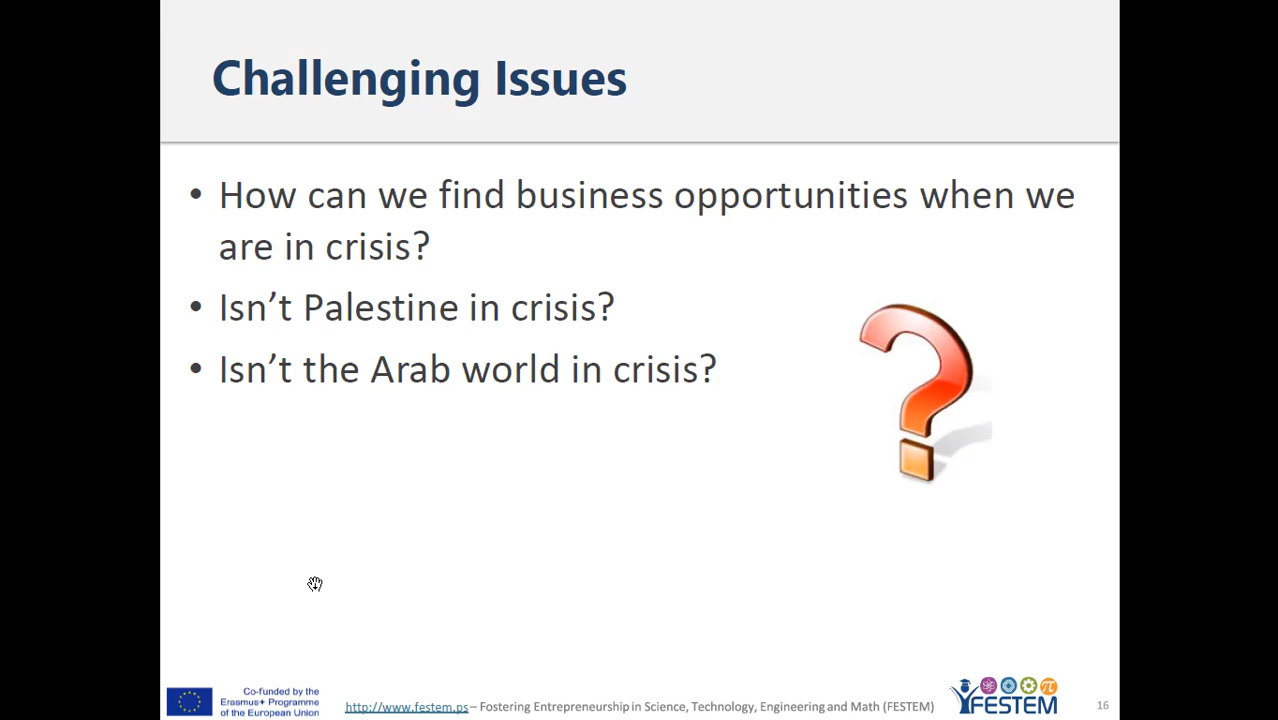 Challenging Issues
• How can we find business opportunities when we
are in crisis?
• Isn’t Palestine in crisis?
• Isn’t the Arab world in crisis?
Co-funded by the
Erasmus+ Programme
of the European Union
http://www.festem.ps – Fostering Entrepreneurship in Science, Technology, Engineering and Math (FESTEM)
π
FESTEM
16